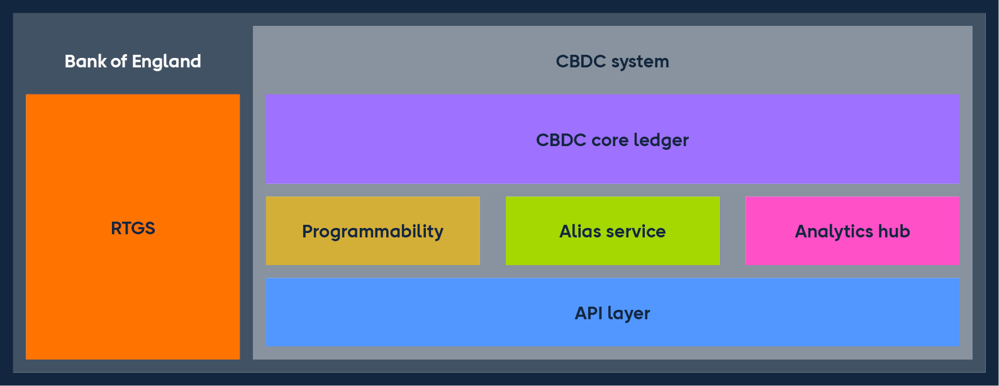 Bank of England
CBDC system
CBDC core ledger
RTGS
Programmability
Alias service
Analytics hub
API layer